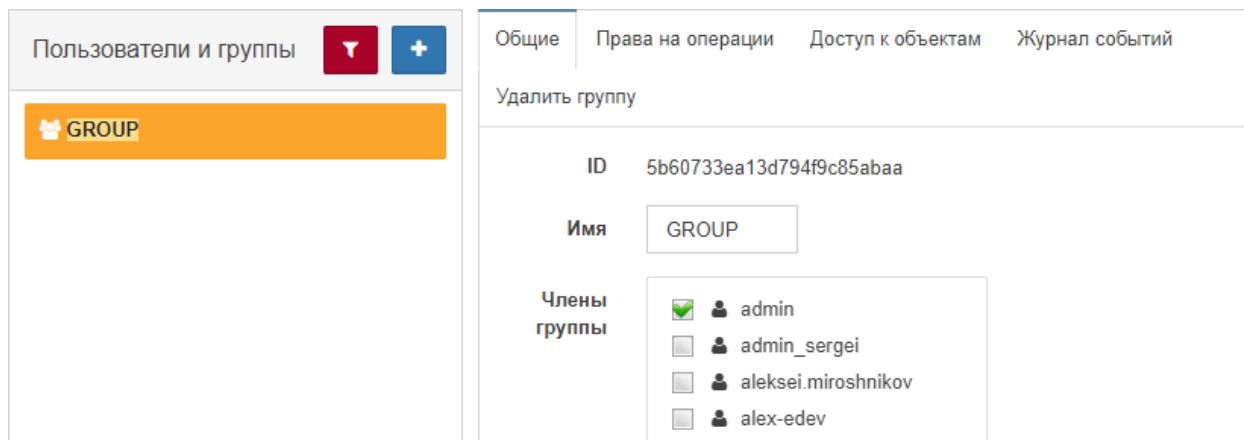 Пользователи и группы
GROUP
Общие Права на операции Доступ к объектам Журнал событий
Удалить группу
ID 5b60733ea13d794f9c85abaa
Имя GROUP
Члены группы
admin
admin_sergei
aleksei.miroshnikov
alex-edev